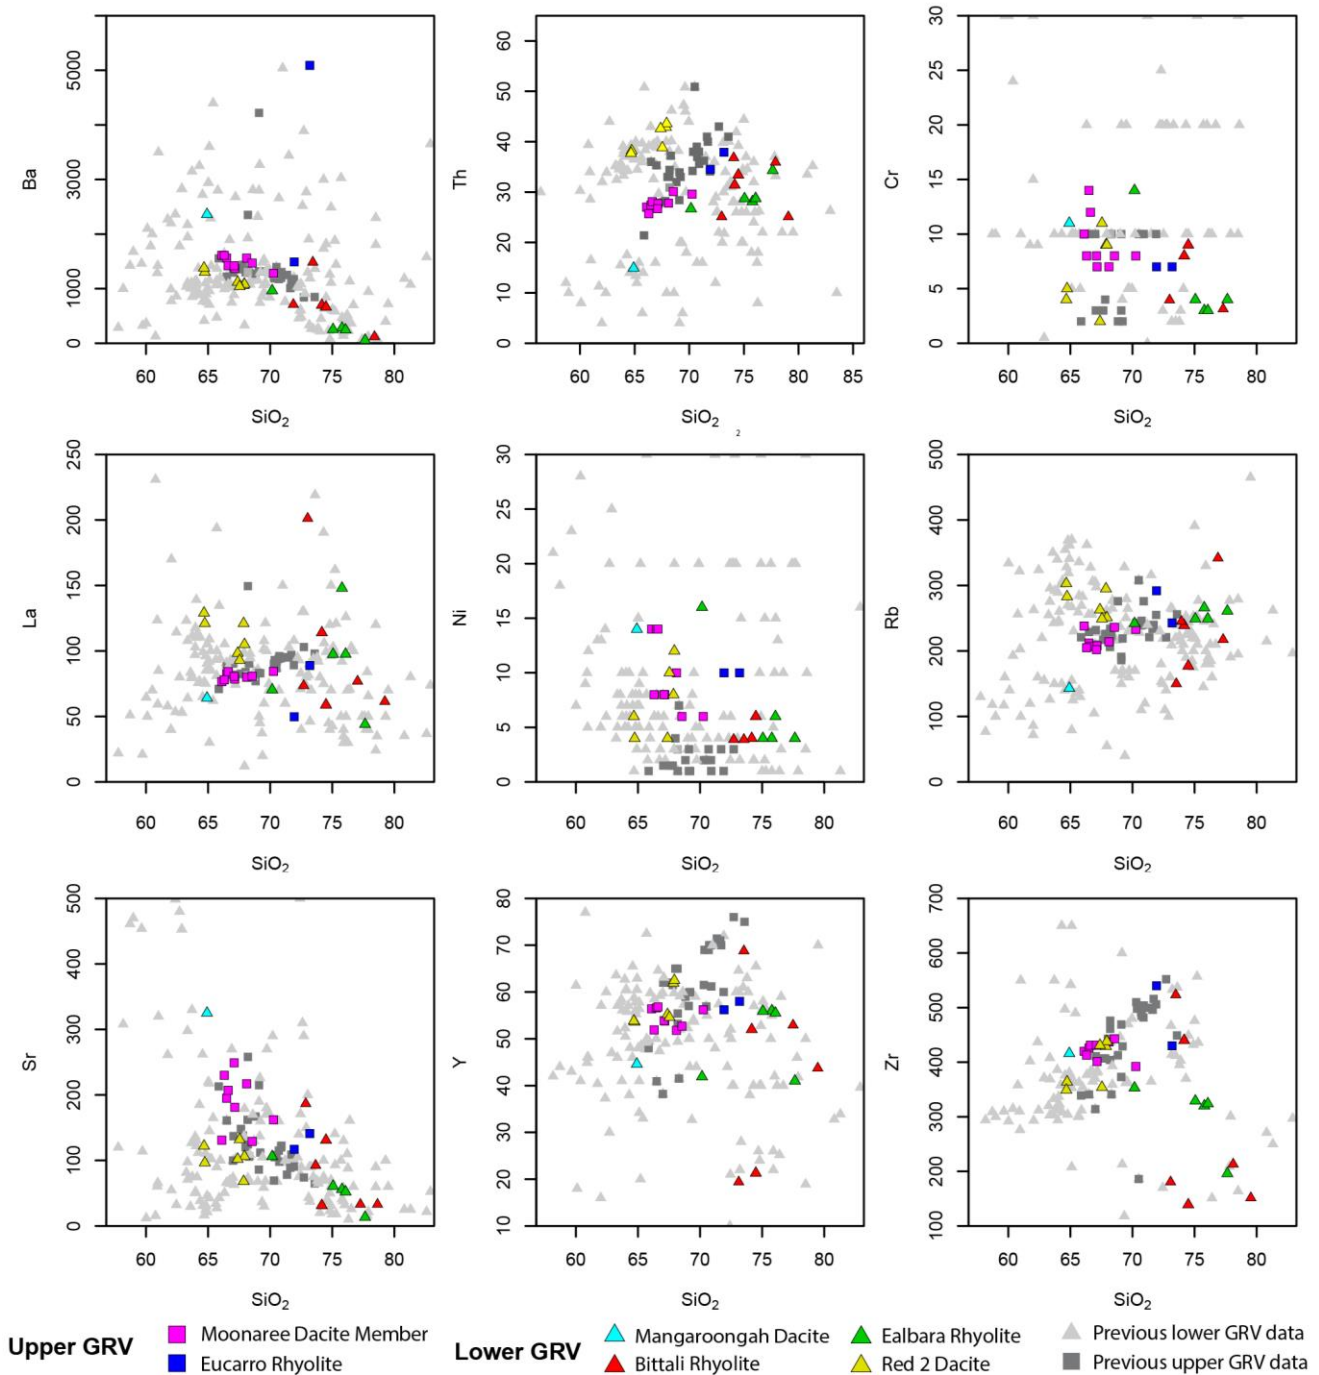 Ba
0 1000 3000 5000
60 65 70 75 80
SiO2
Th
0 10 20 30 40 50 60
60 65 70 75 80 85
SiO2
2
Cr
0 5 10 15 20 25 30
60 65 70 75 80
SiO2
La
0 50 100 150 200 250
60 65 70 75 80
SiO2
Ni
0 5 10 15 20 25 30
60 65 70 75 80
SiO2
Rb
0 100 200 300 400 500
60 65 70 75 80
SiO2
Sr
0 100 200 300 400 500
60 65 70 75 80
SiO2
Y
10 20 30 40 50 60 70 80
60 65 70 75 80
SiO2
Zr
100 200 300 400 500 600 700
60 65 70 75 80
SiO2
Upper GRV
Moonaree Dacite Member
Eucarro Rhyolite
Lower GRV
Mangaroongah Dacite
Bittali Rhyolite
Ealbara Rhyolite
Red 2 Dacite
Previous lower GRV data
Previous upper GRV data